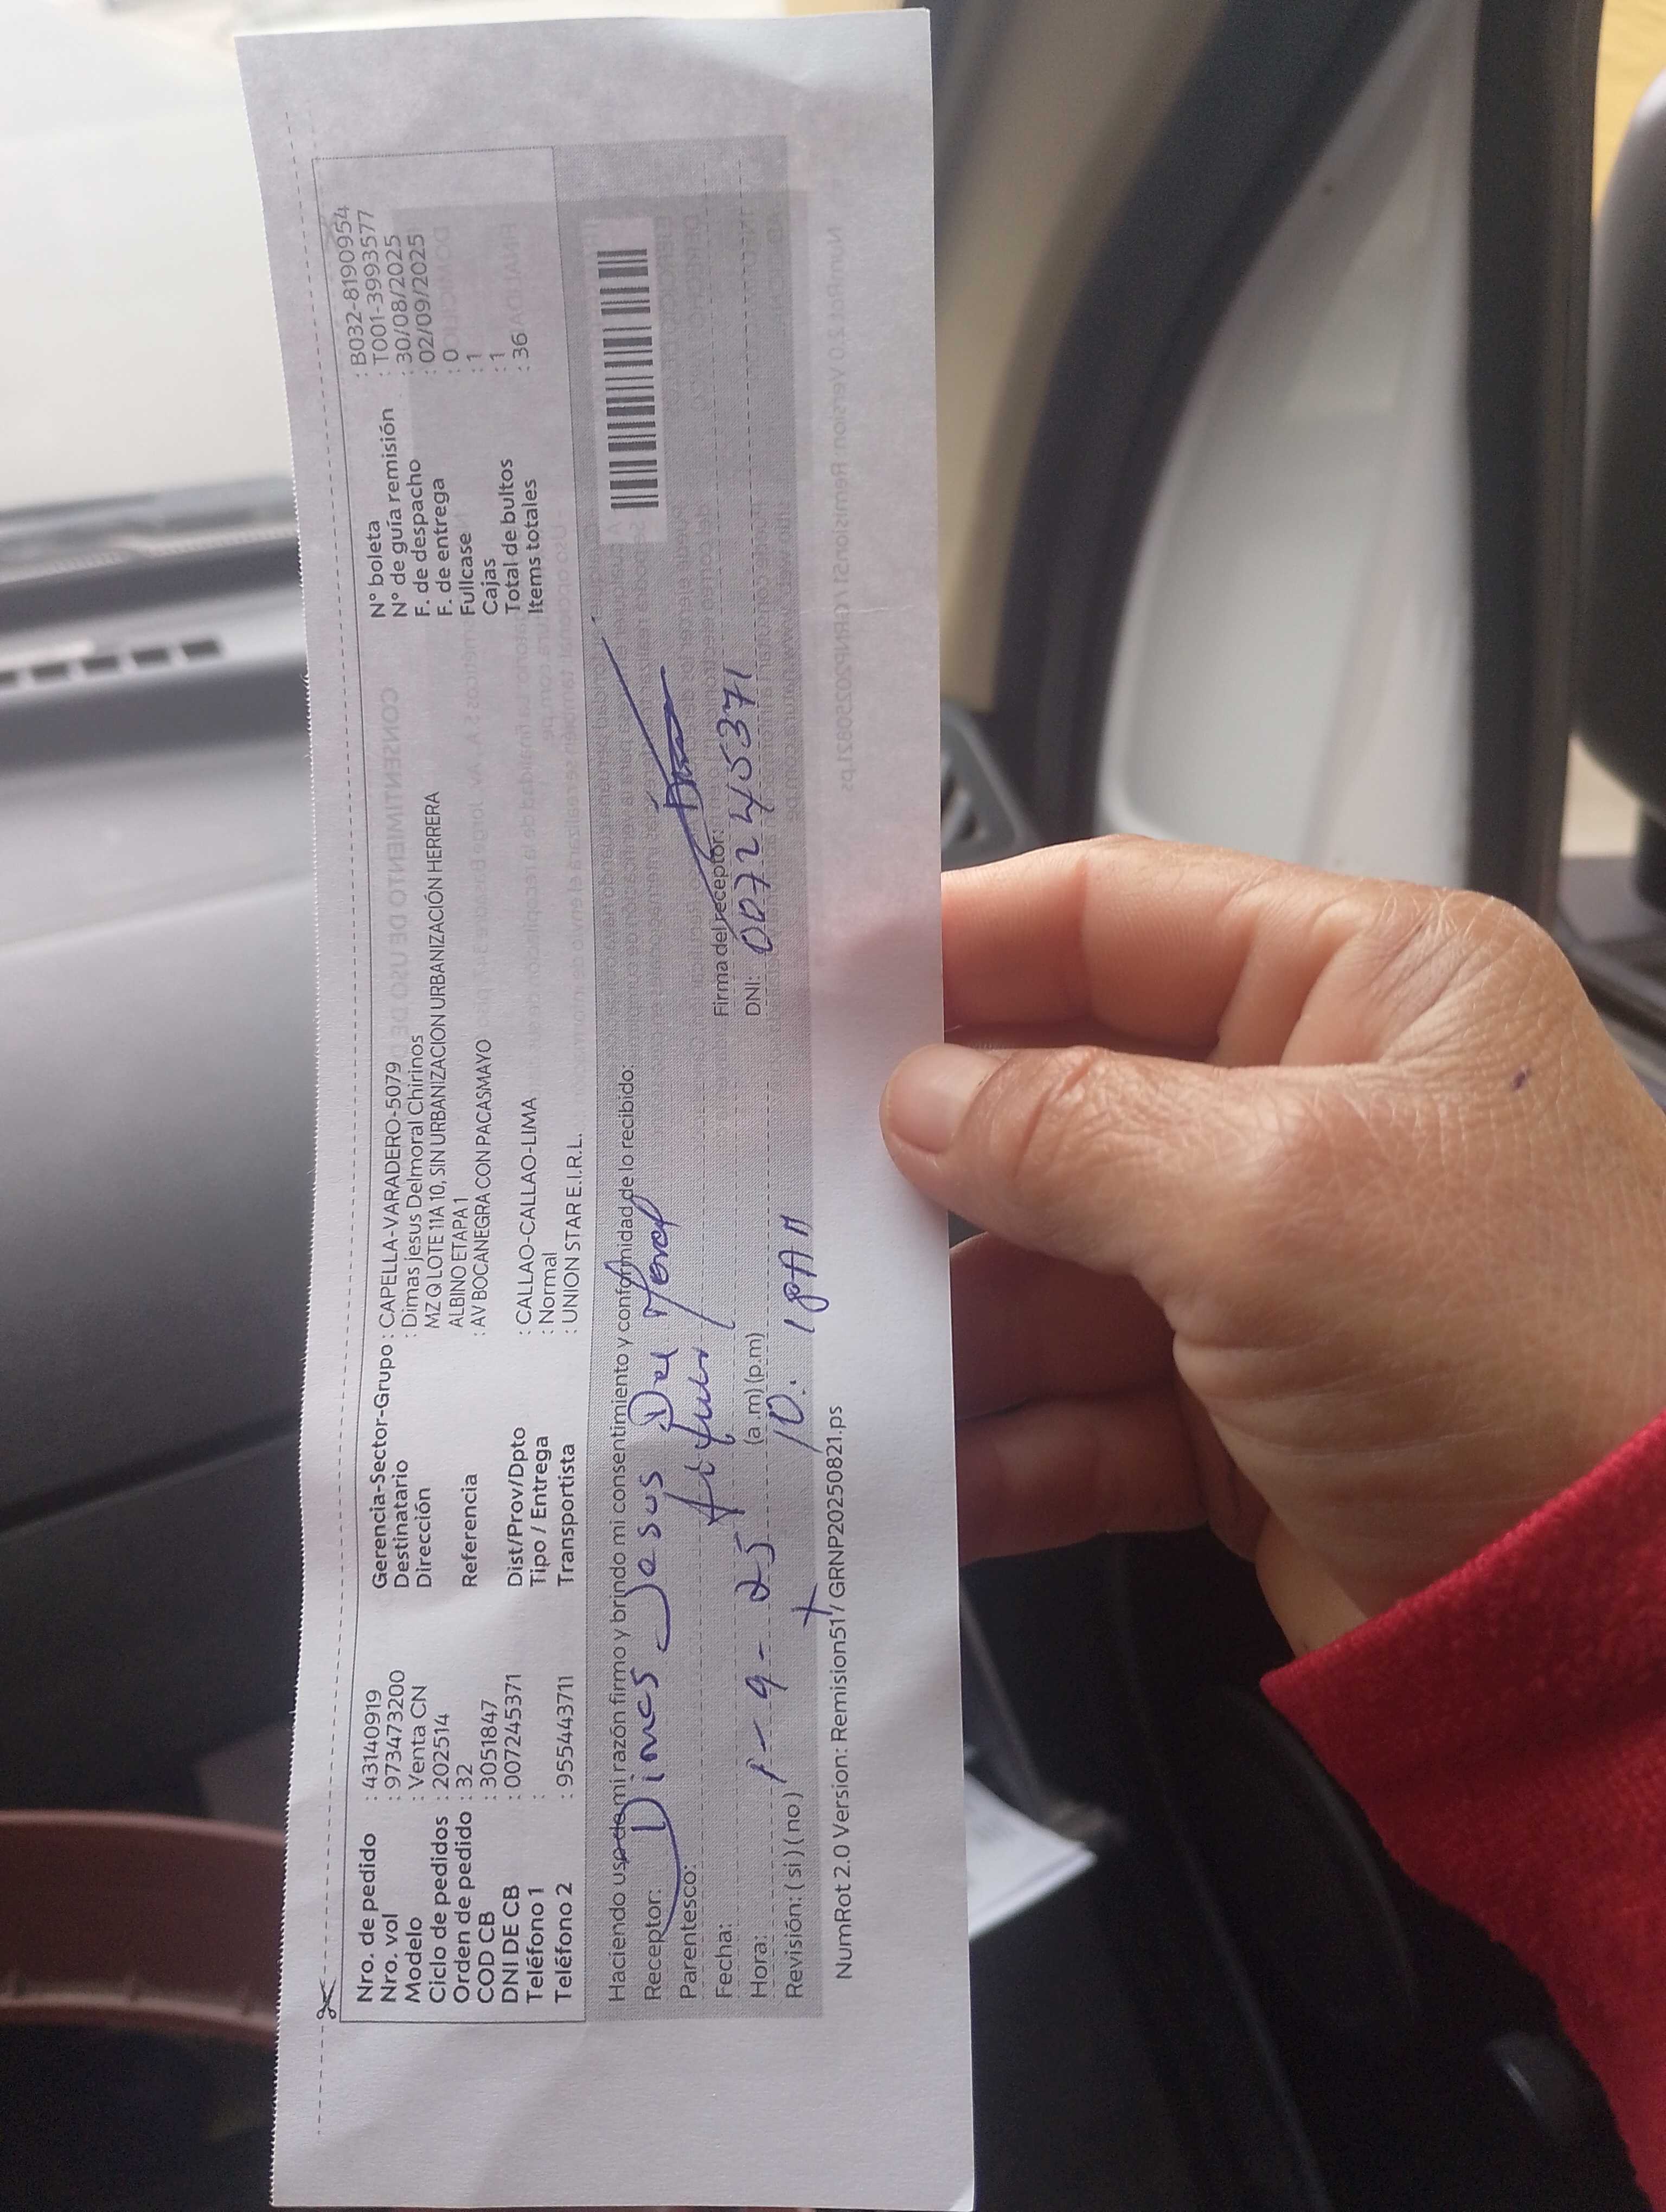 Nro. de pedido : 43140919
Nro. vol : 973473200
Modelo : Venta CN
Ciclo de pedidos : 202514
Orden de pedido : 32
COD CB : 3051847
DNI DE CB : 007245371
Teléfono 1 :
Teléfono 2 : 955443711
Gerencia-Sector-Grupo : CAPELLA-VARADERO-5079
Destinatario : Dimas jesus Delmoral Chirinos
Dirección MZ Q LOTE 11A 10, SIN URBANIZACION URBANIZACIÓN HERRERA
ALBINO ETAPA 1
Referencia : AV BOCANEGRA CON PACASMAYO
Dist/Prov/Dpto : CALLAO-CALLAO-LIMA
Tipo / Entrega : Normal
Transportista : UNION STAR E.I.R.L.
N° boleta : B032-8190954
N° de guía remisión : T001-3993577
F. de despacho : 30/08/2025
F. de entrega : 02/09/2025
Fullcase : 0
Cajas : 1
Total de bultos : 1
Items totales : 36
Haciendo uso de mi razón firmo y brindo mi consentimiento y conformidad de lo recibido:
Receptor: Dimas Jesus Del Moral
Parentesco:
Fecha: 1-9-25
Hora: (a.m) (p.m) 10:
Revisión: ( si ) ( no )
Firma del receptor:
DNI: 007245371
NumRot 2.0 Version: Remision51 / GRNP20250821.ps
CONSENTIMIENTO DE USO DE